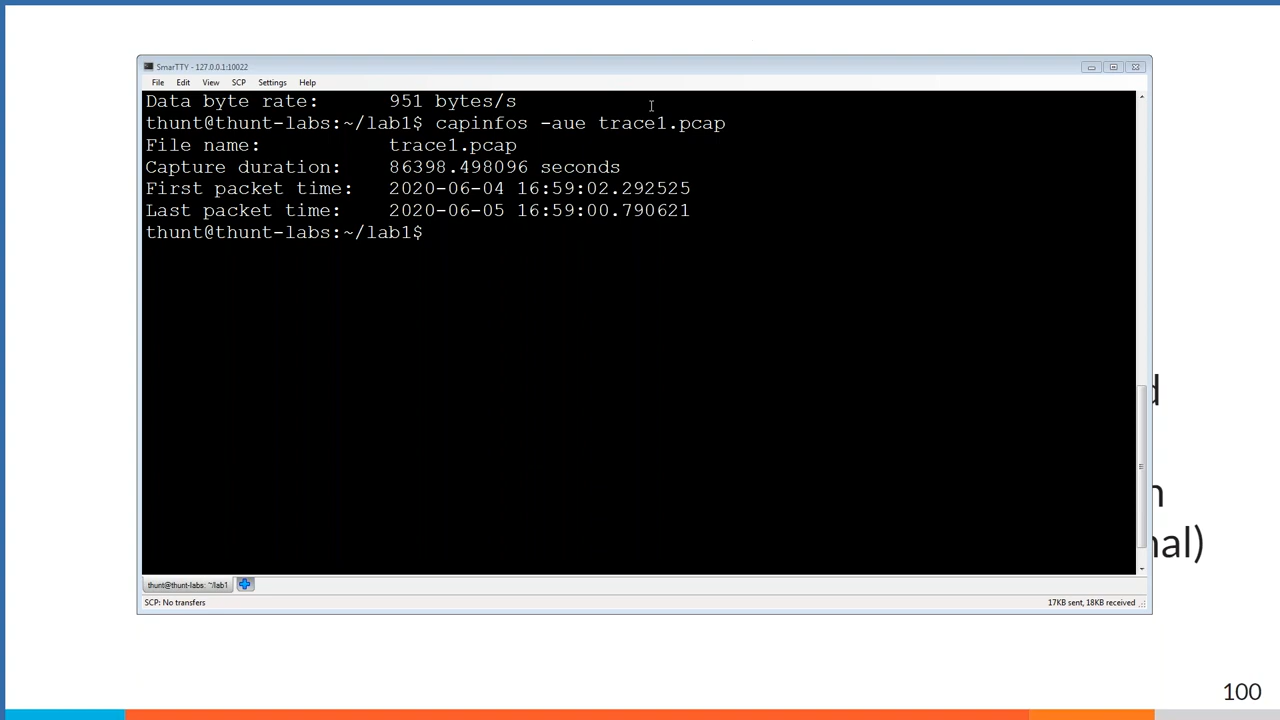 SmarTTY - 127.0.0.1:10022
File Edit View SCP Settings Help
Data byte rate: 951 bytes/s
thunt@thunt-labs:~/lab1$ capinfos -aue trace1.pcap
File name: trace1.pcap
Capture duration: 86398.498096 seconds
First packet time: 2020-06-04 16:59:02.292525
Last packet time: 2020-06-05 16:59:00.790621
thunt@thunt-labs:~/lab1$
d
n
nal)
thunt@thunt-labs: ~/lab1
SCP: No transfers 17KB sent, 18KB received
100